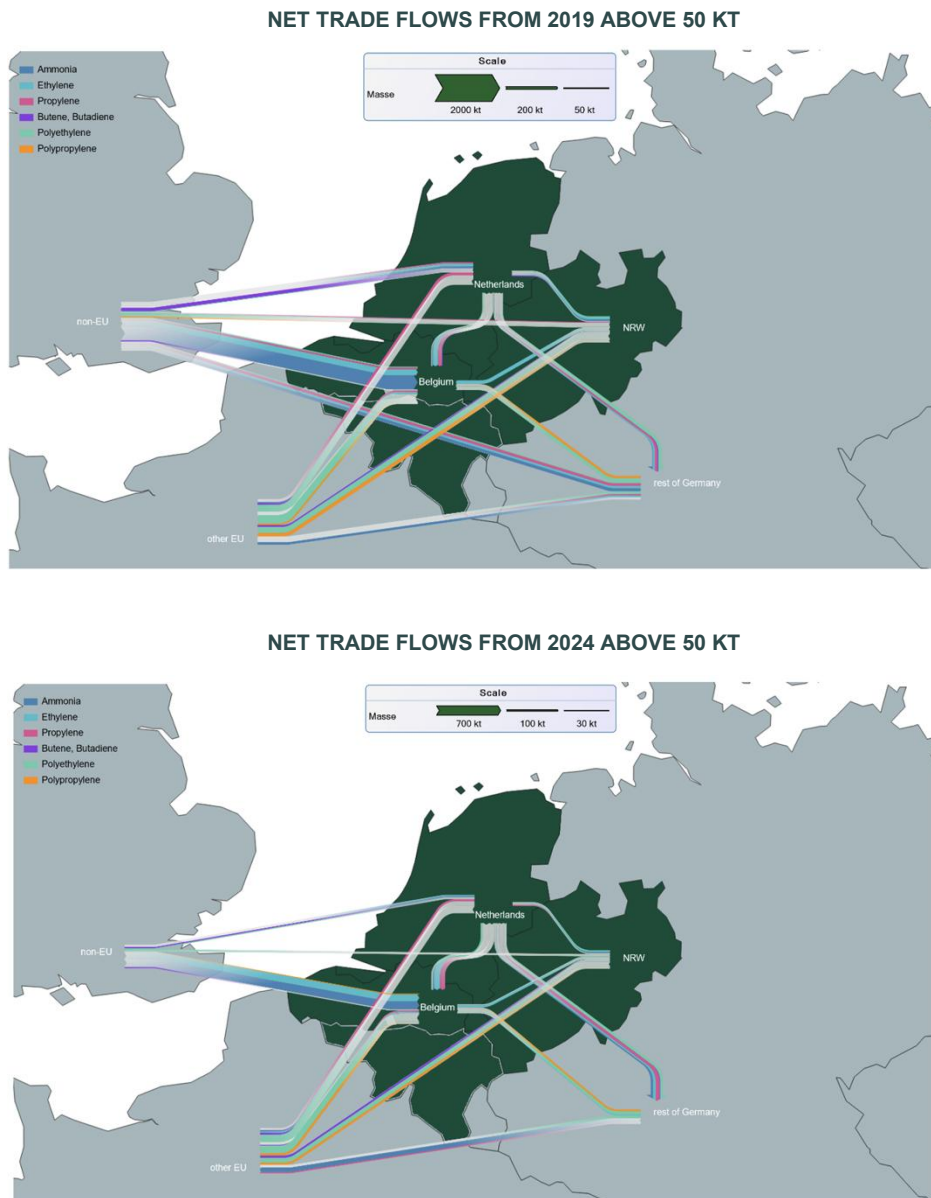 NET TRADE FLOWS FROM 2019 ABOVE 50 KT
Scale
Masse
2000 kt 200 kt 50 kt
Ammonia
Ethylene
Propylene
Butene, Butadiene
Polyethylene
Polypropylene
Netherlands
non-EU
NRW
Belgium
rest of Germany
other EU
NET TRADE FLOWS FROM 2024 ABOVE 50 KT
Scale
Masse
700 kt 100 kt 30 kt
Ammonia
Ethylene
Propylene
Butene, Butadiene
Polyethylene
Polypropylene
Netherlands
non-EU
NRW
Belgium
rest of Germany
other EU